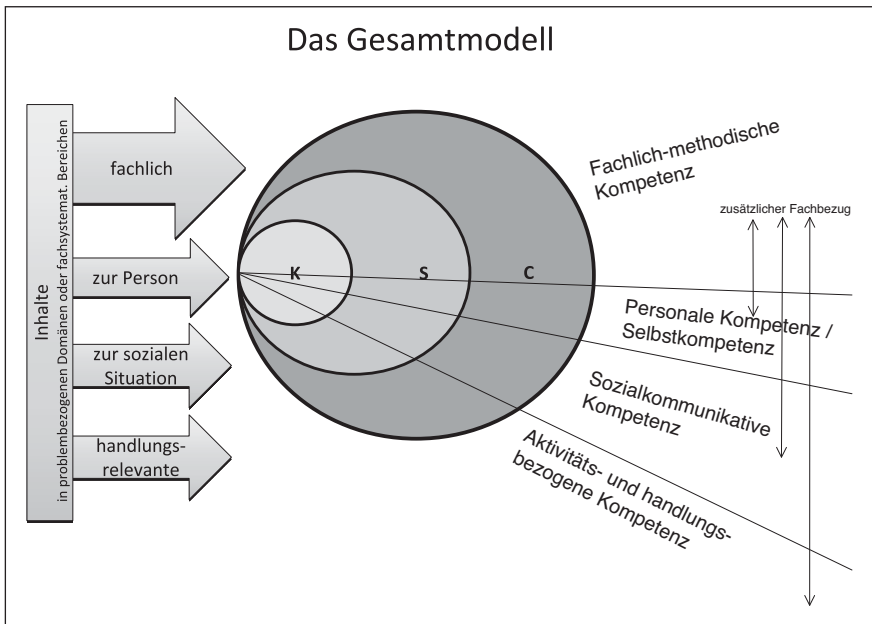 Das Gesamtmodell
Inhalte
in problembezogenen Domänen oder fachsystemat. Bereichen
fachlich
zur Person
zur sozialen
Situation
handlungs-
relevante
K
S
C
Fachlich-methodische
Kompetenz
zusätzlicher Fachbezug
Personale Kompetenz /
Selbstkompetenz
Sozialkommunikative
Kompetenz
Aktivitäts- und handlungs-
bezogene Kompetenz